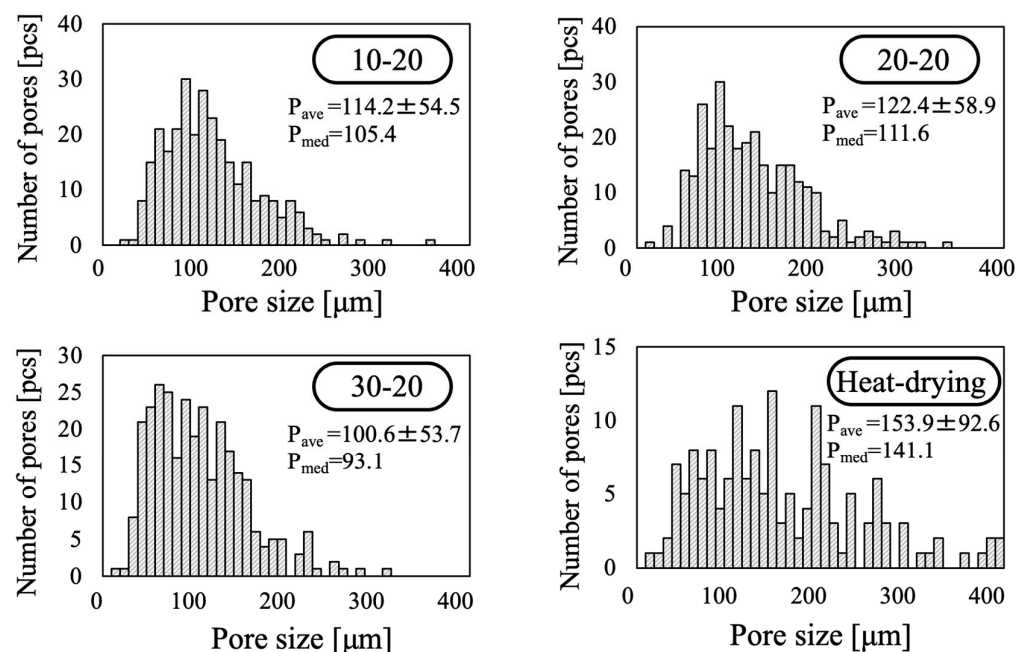 Number of pores [pcs]
40
30
20
10
0
10-20
Pave=114.2±54.5
Pmed=105.4
0 100 200 300 400
Pore size [μm]
Number of pores [pcs]
40
30
20
10
0
20-20
Pave=122.4±58.9
Pmed=111.6
0 100 200 300 400
Pore size [μm]
Number of pores [pcs]
30
25
20
15
10
5
0
30-20
Pave=100.6±53.7
Pmed=93.1
0 100 200 300 400
Pore size [μm]
Number of pores [pcs]
15
10
5
0
Heat-drying
Pave=153.9±92.6
Pmed=141.1
0 100 200 300 400
Pore size [μm]